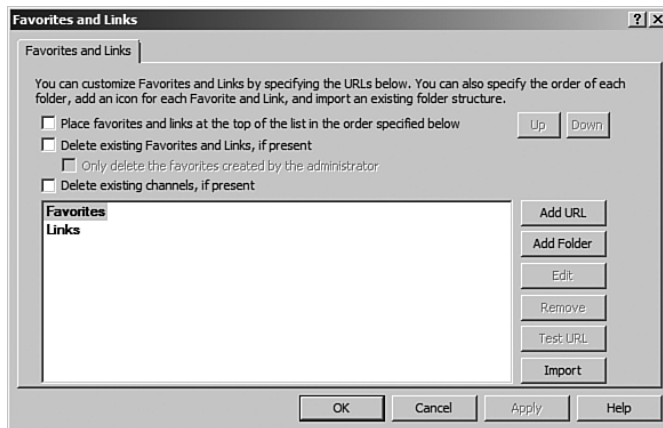 Favorites and Links
Favorites and Links
You can customize Favorites and Links by specifying the URLs below. You can also specify the order of each
folder, add an icon for each Favorite and Link, and import an existing folder structure.
Place favorites and links at the top of the list in the order specified below
Up
Down
Delete existing Favorites and Links, if present
Only delete the favorites created by the administrator
Delete existing channels, if present
Favorites
Links
Add URL
Add Folder
Edit
Remove
Test URL
Import
OK
Cancel
Apply
Help